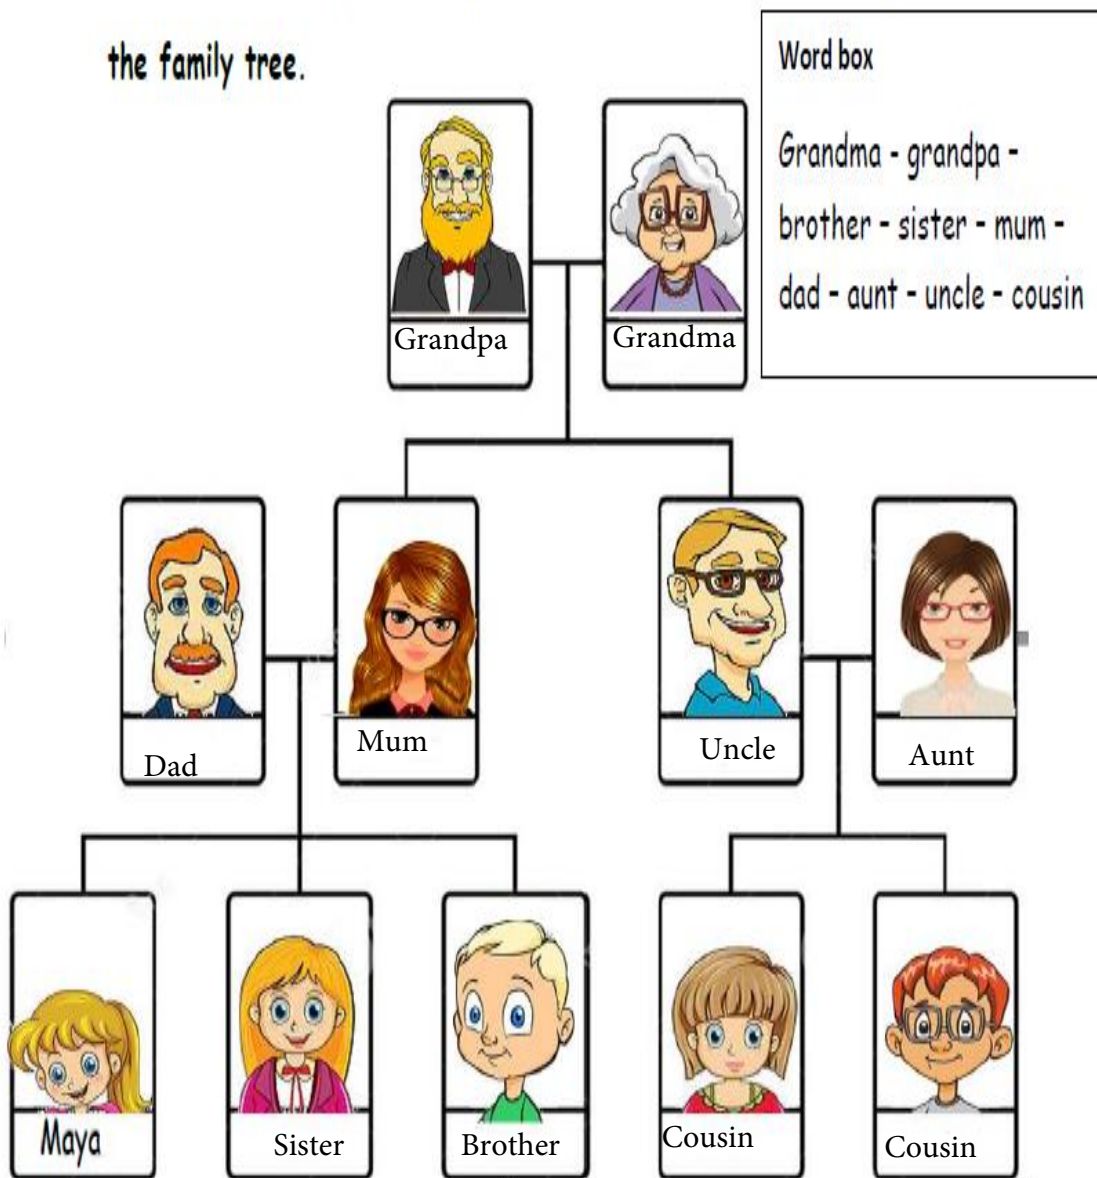 the family tree.
Word box
Grandma - grandpa -
brother - sister - mum -
dad - aunt - uncle - cousin
Grandpa
Grandma
Dad
Mum
Uncle
Aunt
Maya
Sister
Brother
Cousin
Cousin